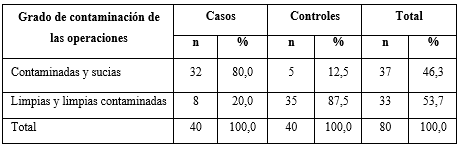 Grado de contaminación de las operaciones Casos Controles Total
n % n % n %
Contaminadas y sucias 32 80,0 5 12,5 37 46,3
Limpias y limpias contaminadas 8 20,0 35 87,5 33 53,7
Total 40 100,0 40 100,0 80 100,0